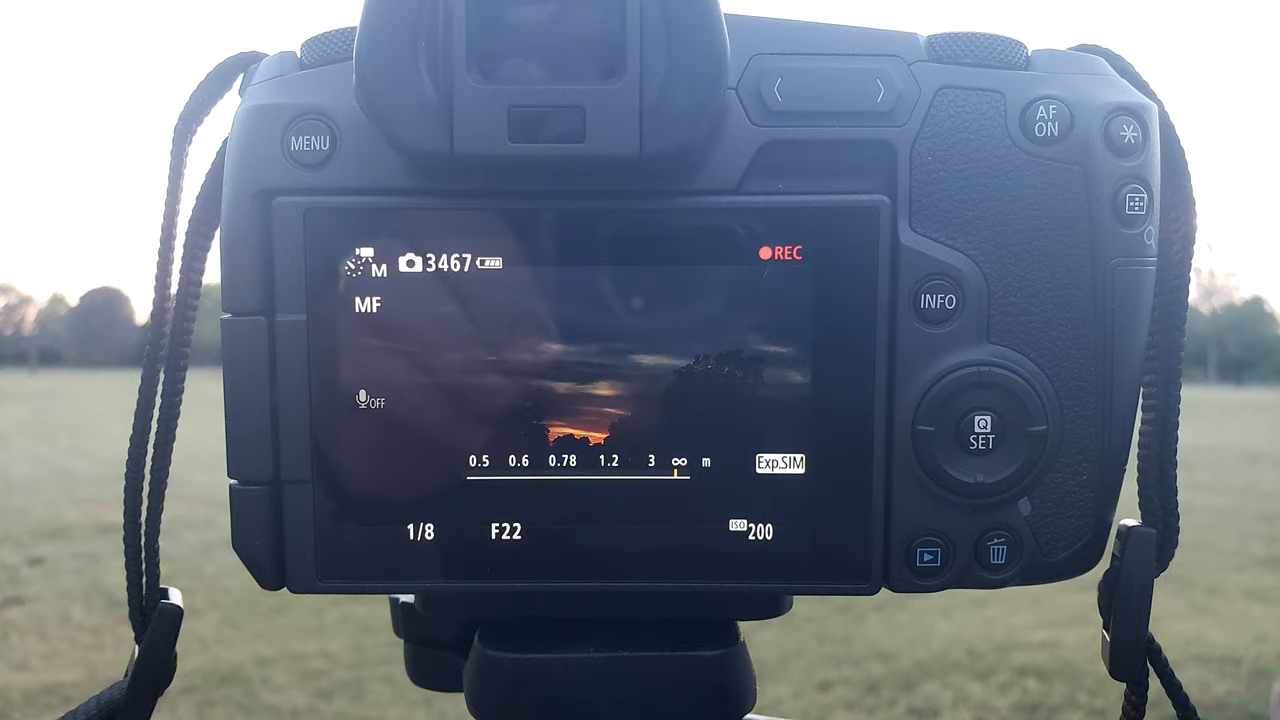 MENU
AF
ON
M
3467
REC
MF
INFO
OFF
0.5 0.6 0.78 1.2 3 ∞ m
Exp.SIM
Q
SET
1/8
F22
ISO 200